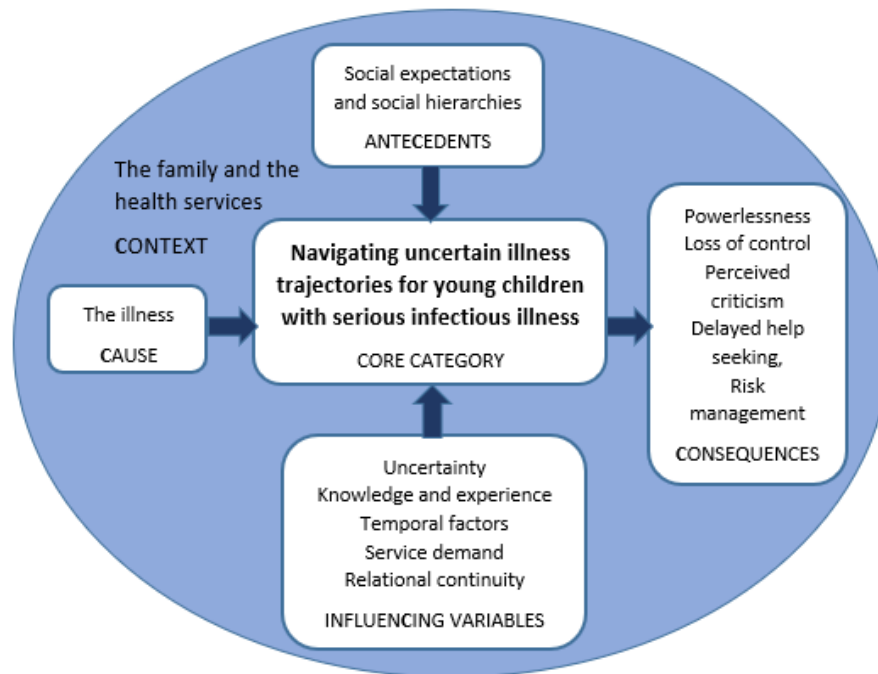 Social expectations
and social hierarchies
ANTECEDENTS
The family and the
health services
CONTEXT
Navigating uncertain illness
trajectories for young children
with serious infectious illness
CORE CATEGORY
The illness
CAUSE
Powerlessness
Loss of control
Perceived
criticism
Delayed help
seeking,
Risk
management
CONSEQUENCES
Uncertainty
Knowledge and experience
Temporal factors
Service demand
Relational continuity
INFLUENCING VARIABLES